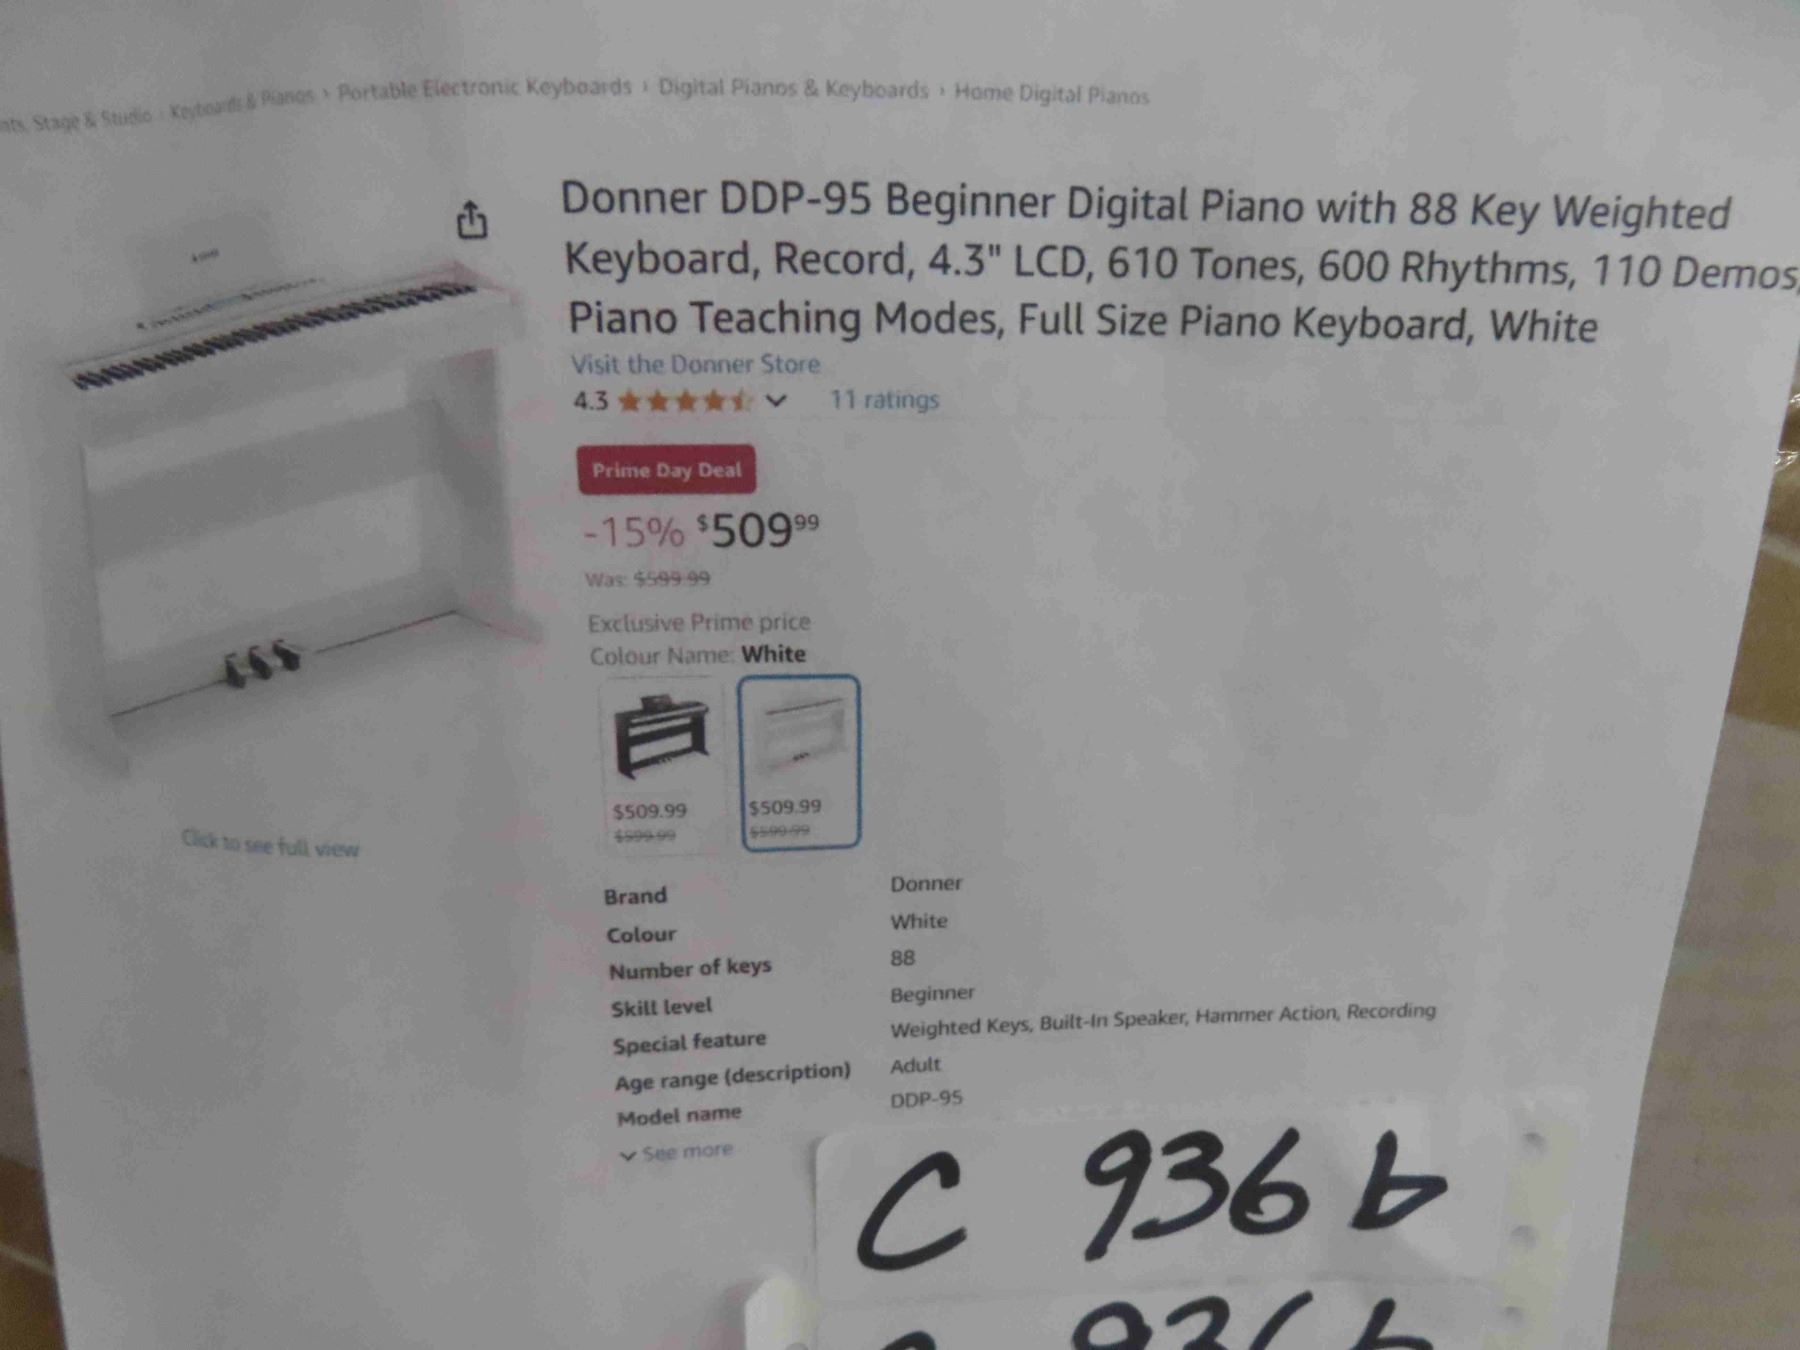 nts, Stage & Studio › Keyboards & Pianos › Portable Electronic Keyboards › Digital Pianos & Keyboards › Home Digital Pianos
Donner DDP-95 Beginner Digital Piano with 88 Key Weighted
Keyboard, Record, 4.3" LCD, 610 Tones, 600 Rhythms, 110 Demos,
Piano Teaching Modes, Full Size Piano Keyboard, White
Visit the Donner Store
4.3 11 ratings
Prime Day Deal
-15% $509.99
Was: $599.99
Exclusive Prime price
Colour Name: White
$509.99 $509.99
$599.99 $599.99
Click to see full view
Brand Donner
Colour White
Number of keys 88
Skill level Beginner
Special feature Weighted Keys, Built-In Speaker, Hammer Action, Recording
Age range (description) Adult
Model name DDP-95
See more
C 936 b